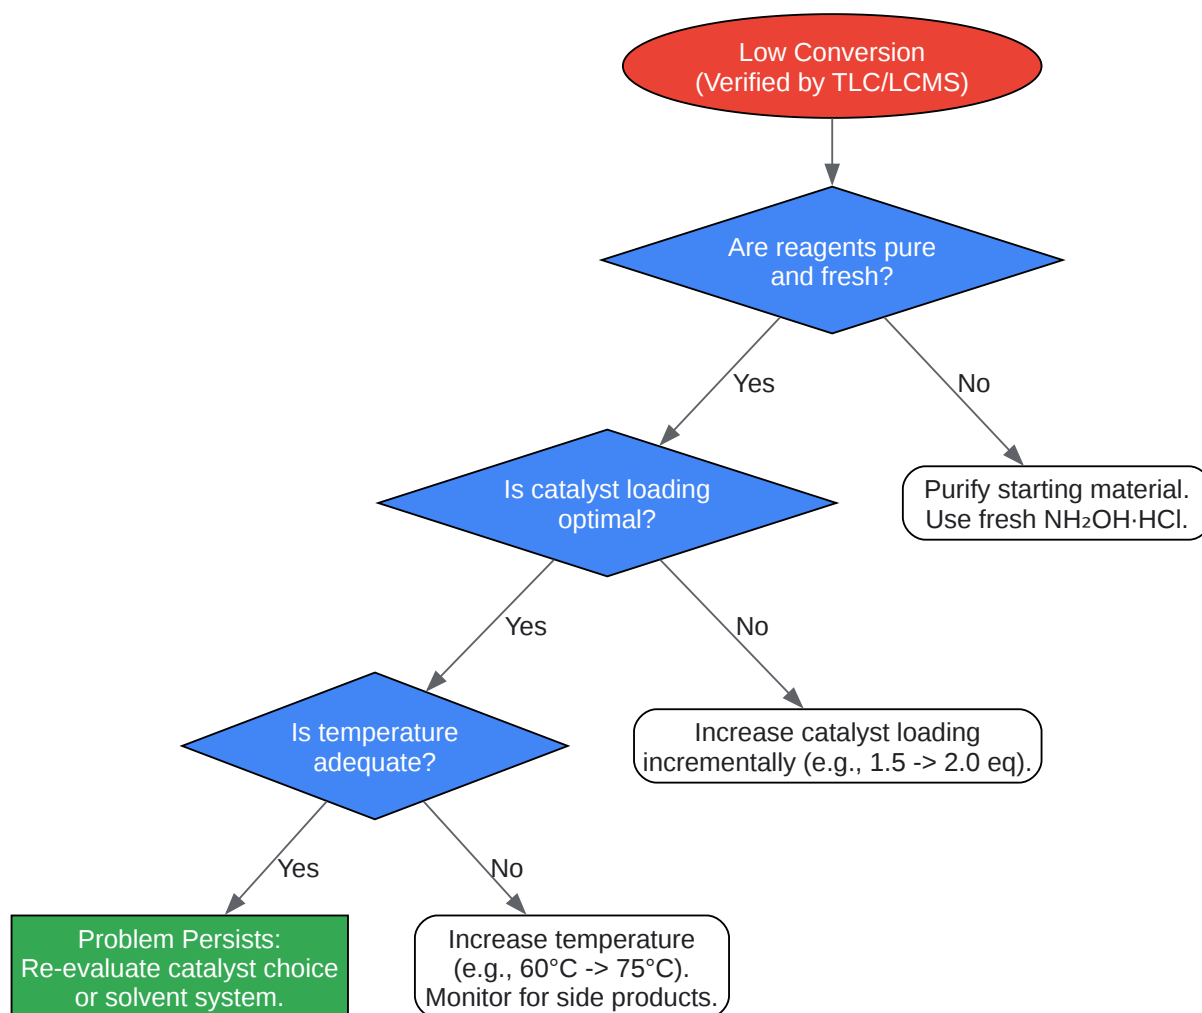 Low Conversion
(Verified by TLC/LCMS)
Are reagents pure
and fresh?
Yes
No
Is catalyst loading
optimal?
Purify starting material.
Use fresh NH₂OH·HCl.
Yes
No
Is temperature
adequate?
Increase catalyst loading
incrementally (e.g., 1.5 -> 2.0 eq).
Yes
No
Problem Persists:
Re-evaluate catalyst choice
or solvent system.
Increase temperature
(e.g., 60°C -> 75°C).
Monitor for side products.